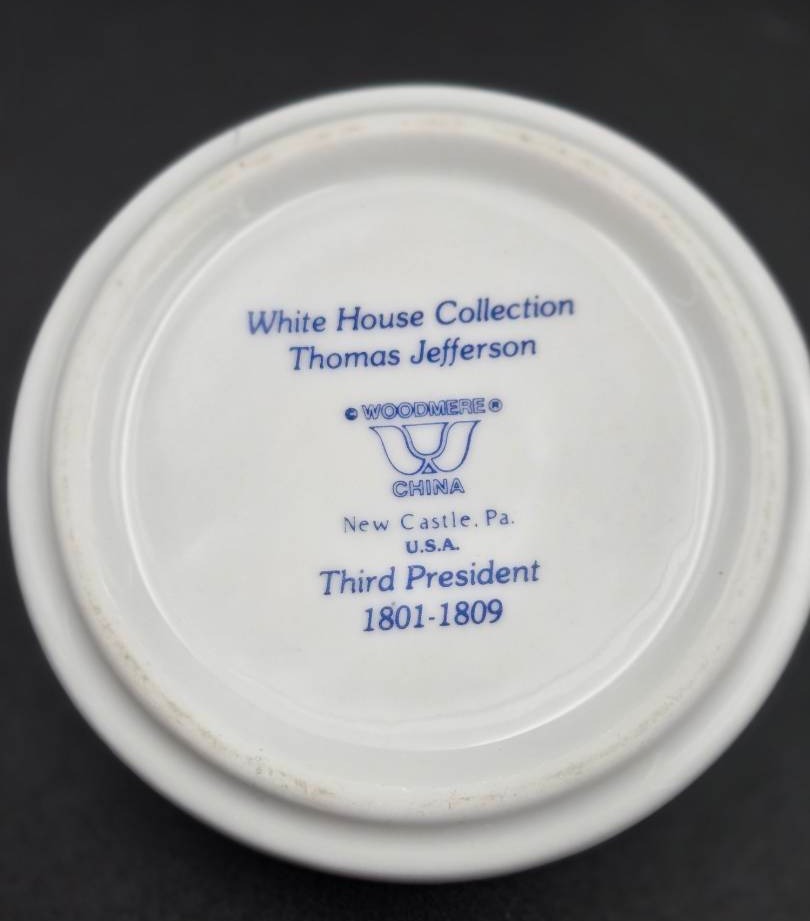 White House Collection
Thomas Jefferson
© WOODMERE ®
CHINA
New Castle, Pa.
U.S.A.
Third President
1801-1809